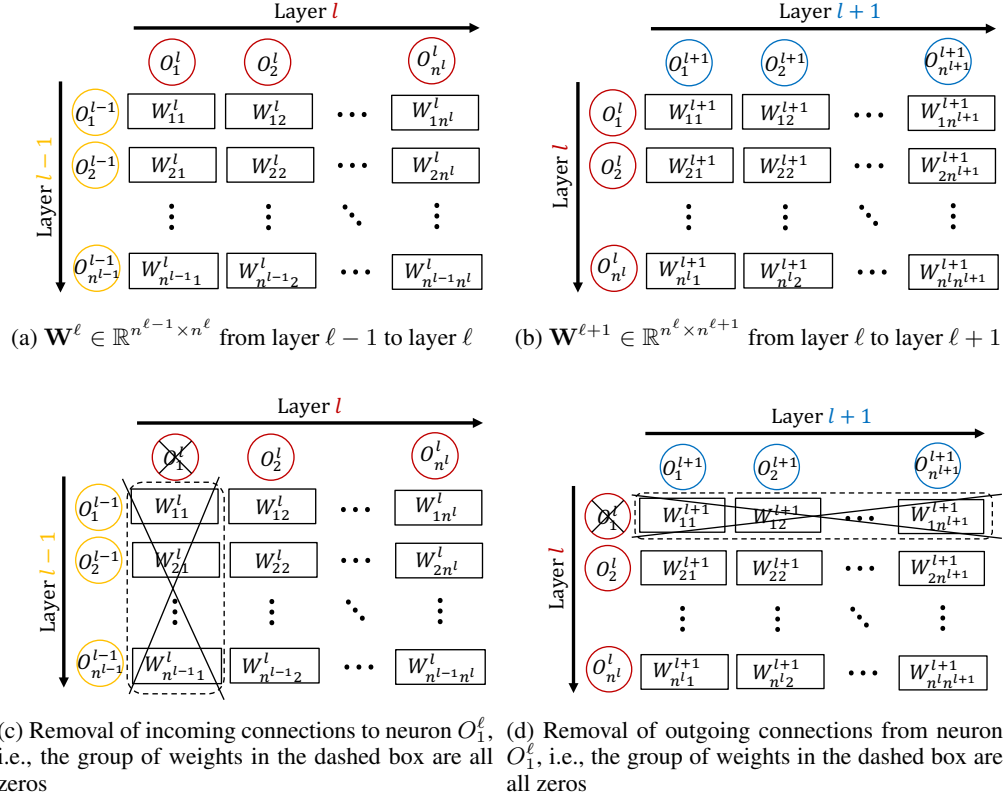 Layer l
O_1^l O_2^l O_{n^l}^l
Layer l − 1
O_1^{l-1} W_{11}^l W_{12}^l ••• W_{1n^l}^l
O_2^{l-1} W_{21}^l W_{22}^l ••• W_{2n^l}^l
O_{n^{l-1}}^{l-1} W_{n^{l-1}1}^l W_{n^{l-1}2}^l ••• W_{n^{l-1}n^l}^l
(a) W^ℓ ∈ ℝ^{n^{ℓ−1}×n^ℓ} from layer ℓ − 1 to layer ℓ
Layer l + 1
O_1^{l+1} O_2^{l+1} O_{n^{l+1}}^{l+1}
Layer l
O_1^l W_{11}^{l+1} W_{12}^{l+1} ••• W_{1n^{l+1}}^{l+1}
O_2^l W_{21}^{l+1} W_{22}^{l+1} ••• W_{2n^{l+1}}^{l+1}
O_{n^l}^l W_{n^l1}^{l+1} W_{n^l2}^{l+1} ••• W_{n^ln^{l+1}}^{l+1}
(b) W^{ℓ+1} ∈ ℝ^{n^ℓ×n^{ℓ+1}} from layer ℓ to layer ℓ + 1
Layer l
O_1^l O_2^l O_{n^l}^l
Layer l − 1
O_1^{l-1} W_{11}^l W_{12}^l ••• W_{1n^l}^l
O_2^{l-1} W_{21}^l W_{22}^l ••• W_{2n^l}^l
O_{n^{l-1}}^{l-1} W_{n^{l-1}1}^l W_{n^{l-1}2}^l ••• W_{n^{l-1}n^l}^l
(c) Removal of incoming connections to neuron O_1^ℓ,
i.e., the group of weights in the dashed box are all
zeros
Layer l + 1
O_1^{l+1} O_2^{l+1} O_{n^{l+1}}^{l+1}
Layer l
O_1^l W_{11}^{l+1} W_{12}^{l+1} ••• W_{1n^{l+1}}^{l+1}
O_2^l W_{21}^{l+1} W_{22}^{l+1} ••• W_{2n^{l+1}}^{l+1}
O_{n^l}^l W_{n^l1}^{l+1} W_{n^l2}^{l+1} ••• W_{n^ln^{l+1}}^{l+1}
(d) Removal of outgoing connections from neuron
O_1^ℓ, i.e., the group of weights in the dashed box are
all zeros